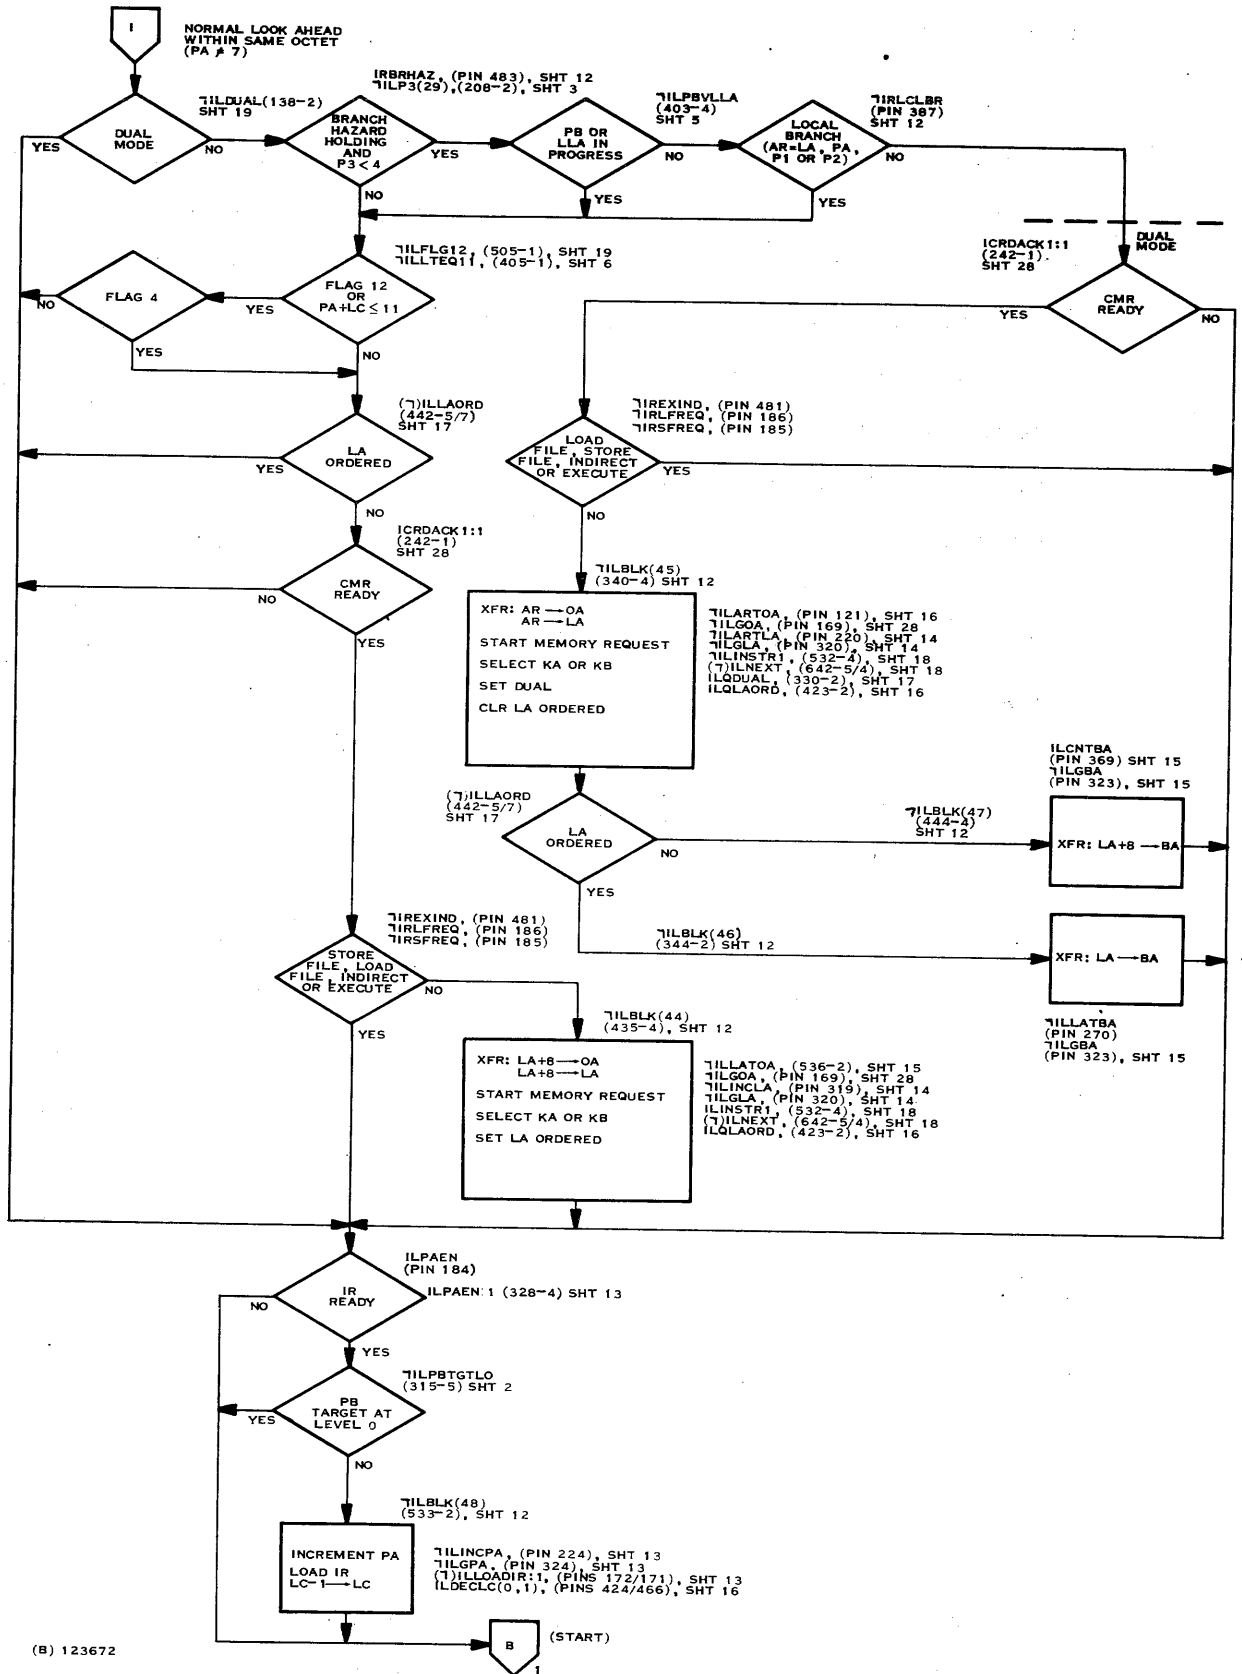 I
NORMAL LOOK AHEAD
WITHIN SAME OCTET
(PA ≠ 7)
DUAL
MODE
YES
NO
¬ILDUAL(138-2)
SHT 19
BRANCH
HAZARD
HOLDING
AND
P3 < 4
YES
NO
IRBRHAZ, (PIN 483), SHT 12
¬ILP3(29),(208-2), SHT 3
PB OR
LLA IN
PROGRESS
NO
YES
¬ILPBVLLA
(403-4)
SHT 5
LOCAL
BRANCH
(AR=LA, PA,
P1 OR P2)
NO
YES
¬IRLCLBR
(PIN 387)
SHT 12
DUAL
MODE
¬ILFLG12, (505-1), SHT 19
¬ILLTEQ11, (405-1), SHT 6
FLAG 12
OR
PA+LC ≤ 11
YES
NO
FLAG 4
NO
YES
ICRDACK1:1
(242-1)
SHT 28
CMR
READY
YES
NO
(¬)ILLAORD
(442-5/7)
SHT 17
LA
ORDERED
YES
NO
¬IREXIND, (PIN 481)
¬IRLFREQ, (PIN 186)
¬IRSFREQ, (PIN 185)
LOAD
FILE, STORE
FILE, INDIRECT
OR EXECUTE
YES
NO
ICRDACK1:1
(242-1)
SHT 28
CMR
READY
NO
YES
¬ILBLK(45)
(340-4) SHT 12
XFR: AR → OA
AR → LA
START MEMORY REQUEST
SELECT KA OR KB
SET DUAL
CLR LA ORDERED
¬ILARTOA, (PIN 121), SHT 16
¬ILGOA, (PIN 169), SHT 28
¬ILARTLA, (PIN 220), SHT 14
¬ILGLA, (PIN 320), SHT 14
¬ILINSTR1, (532-4), SHT 18
(¬)ILNEXT, (642-5/4), SHT 18
ILQDUAL, (330-2), SHT 17
ILQLAORD, (423-2), SHT 16
(¬)ILLAORD
(442-5/7)
SHT 17
LA
ORDERED
NO
YES
¬ILBLK(47)
(444-4)
SHT 12
ILCNTBA
(PIN 369) SHT 15
¬ILGBA
(PIN 323), SHT 15
XFR: LA+8 → BA
¬ILBLK(46)
(344-2) SHT 12
XFR: LA → BA
¬ILLATBA
(PIN 270)
¬ILGBA
(PIN 323), SHT 15
¬IREXIND, (PIN 481)
¬IRLFREQ, (PIN 186)
¬IRSFREQ, (PIN 185)
STORE
FILE, LOAD
FILE, INDIRECT
OR EXECUTE
NO
YES
¬ILBLK(44)
(435-4), SHT 12
XFR: LA+8 → OA
LA+8 → LA
START MEMORY REQUEST
SELECT KA OR KB
SET LA ORDERED
¬ILLATOA, (536-2), SHT 15
¬ILGOA, (PIN 169), SHT 28
¬ILINCLA, (PIN 319), SHT 14
¬ILGLA, (PIN 320), SHT 14
ILINSTR1, (532-4), SHT 18
(¬)ILNEXT, (642-5/4), SHT 18
ILQLAORD, (423-2), SHT 16
ILPAEN
(PIN 184)
IR
READY
NO
YES
ILPAEN:1 (328-4) SHT 13
¬ILPBTGTLO
(315-5) SHT 2
PB
TARGET AT
LEVEL 0
YES
NO
¬ILBLK(48)
(533-2), SHT 12
INCREMENT PA
LOAD IR
LC-1 → LC
¬ILINCPA, (PIN 224), SHT 13
¬ILGPA, (PIN 324), SHT 13
(¬)ILLOADIR:1, (PINS 172/171), SHT 13
ILDECLC(0,1), (PINS 424/466), SHT 16
B
(START)
1
(B) 123672